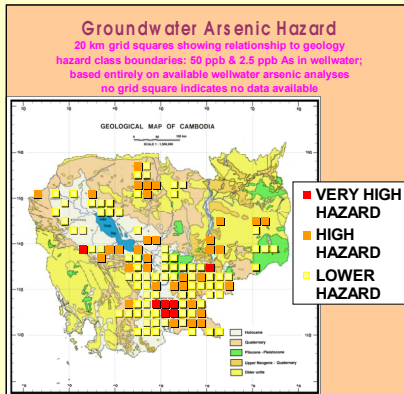 Groundwater Arsenic Hazard
20 km grid squares showing relationship to geology
hazard class boundaries: 50 ppb & 2.5 ppb As in wellwater;
based entirely on available wellwater arsenic analyses
no grid square indicates no data available
GEOLOGICAL MAP OF CAMBODIA
VERY HIGH
HAZARD
HIGH
HAZARD
LOWER
HAZARD
Holocene
Quaternary
Pliocene - Pleistocene
Upper Neogene - Quaternary
Older units